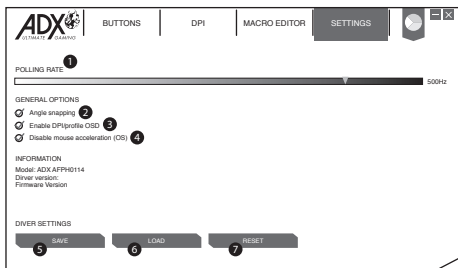 ADX
ULTIMATE GAMING
BUTTONS
DPI
MACRO EDITOR
SETTINGS
POLLING RATE 1
500Hz
GENERAL OPTIONS
Angle snapping 2
Enable DPI/profile OSD 3
Disable mouse acceleration (OS) 4
INFORMATION
Model: ADX AFPH0114
Dirver version:
Firmware Version
DIVER SETTINGS
SAVE
LOAD
RESET
5
6
7